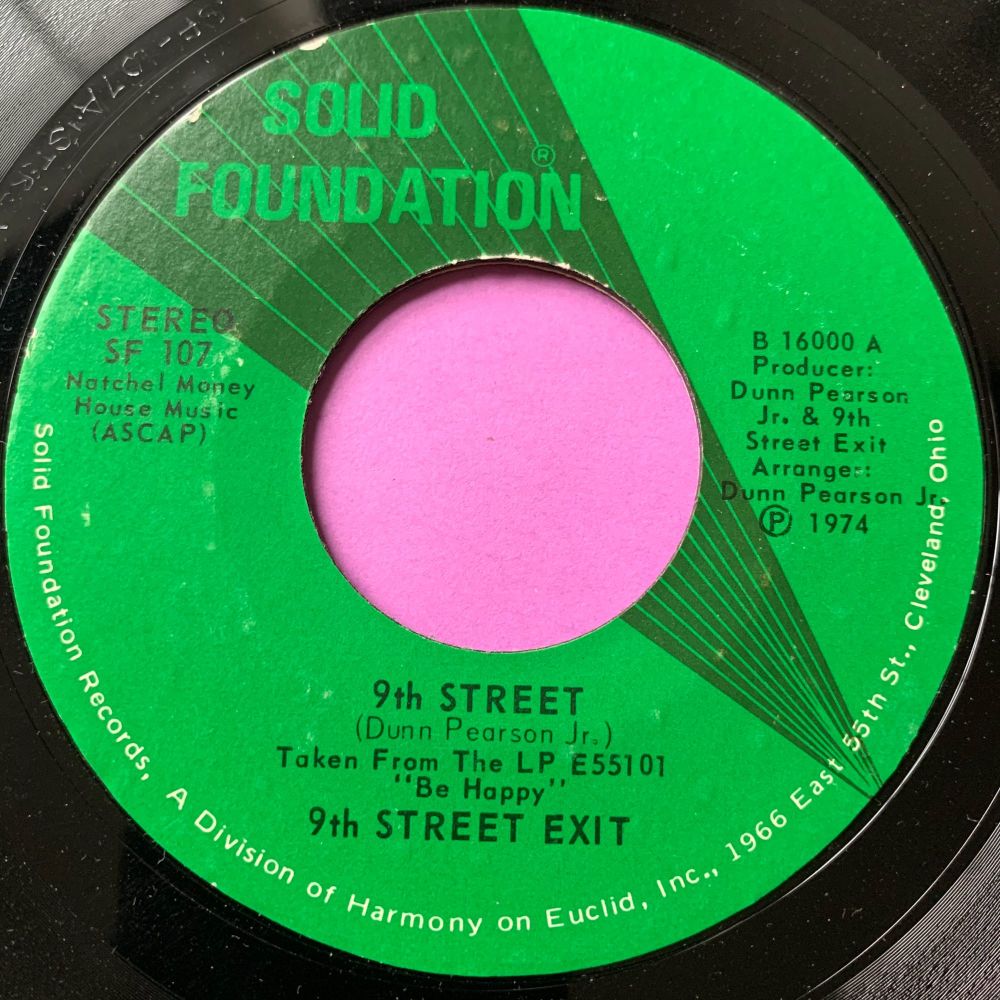 SOLID
FOUNDATION®
STEREO
SF 107
Natchel Money
House Music
(ASCAP)
B 16000 A
Producer:
Dunn Pearson
Jr. & 9th
Street Exit
Arranger:
Dunn Pearson Jr.
℗ 1974
9th STREET
(Dunn Pearson Jr.)
Taken From The LP E55101
"Be Happy"
9th STREET EXIT
Solid Foundation Records, A Division of Harmony on Euclid, Inc., 1966 East 55th St., Cleveland, Ohio